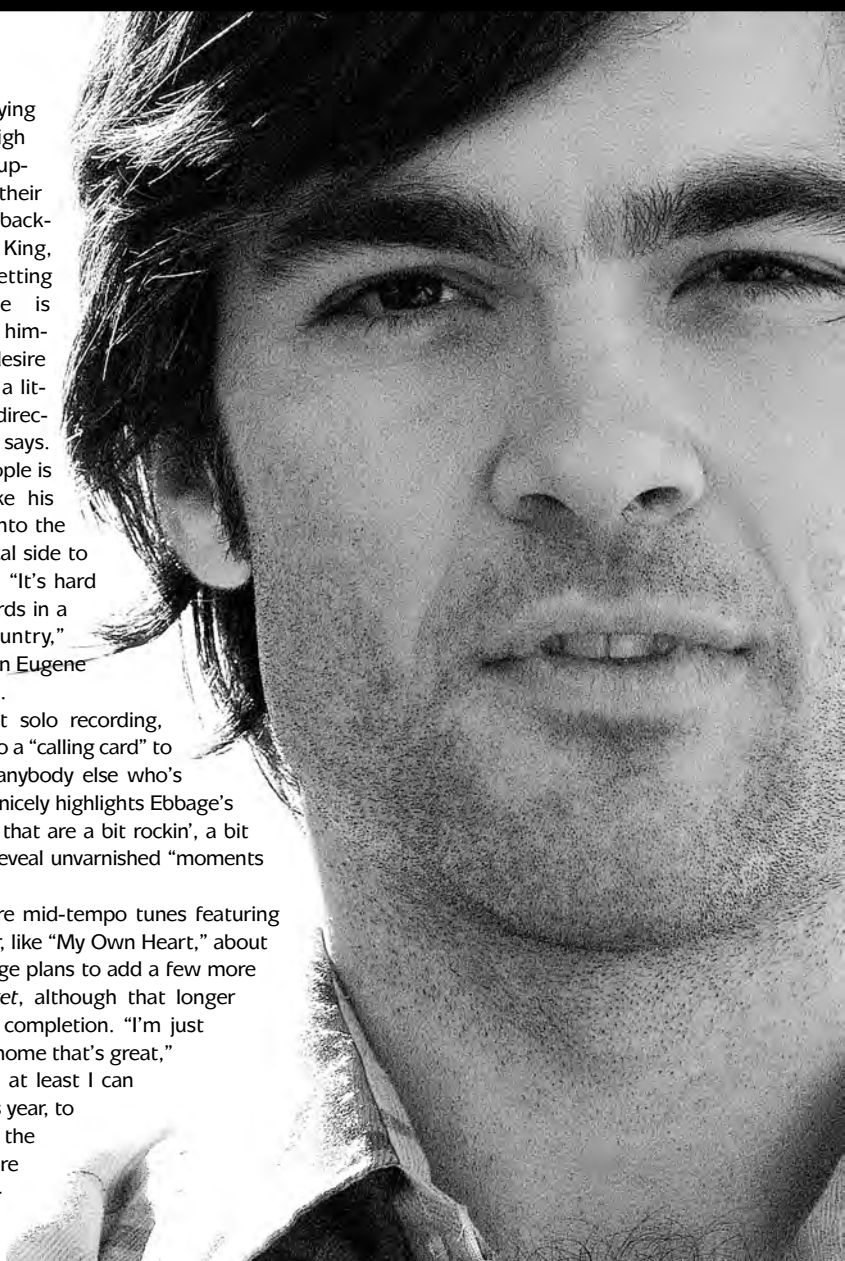 ying
igh
up-
their
back-
King,
etting
e is
him-
esire
a lit-
direc-
says.
ople is
ke his
nto the
al side to
"It's hard
rds in a
untry,"
n Eugene
.
t solo recording,
o a "calling card" to
anybody else who's
nicely highlights Ebbage's
that are a bit rockin', a bit
eveal unvarnished "moments
re mid-tempo tunes featuring
r, like "My Own Heart," about
ge plans to add a few more
et, although that longer
completion. "I'm just
home that's great,"
at least I can
s year, to
the
re